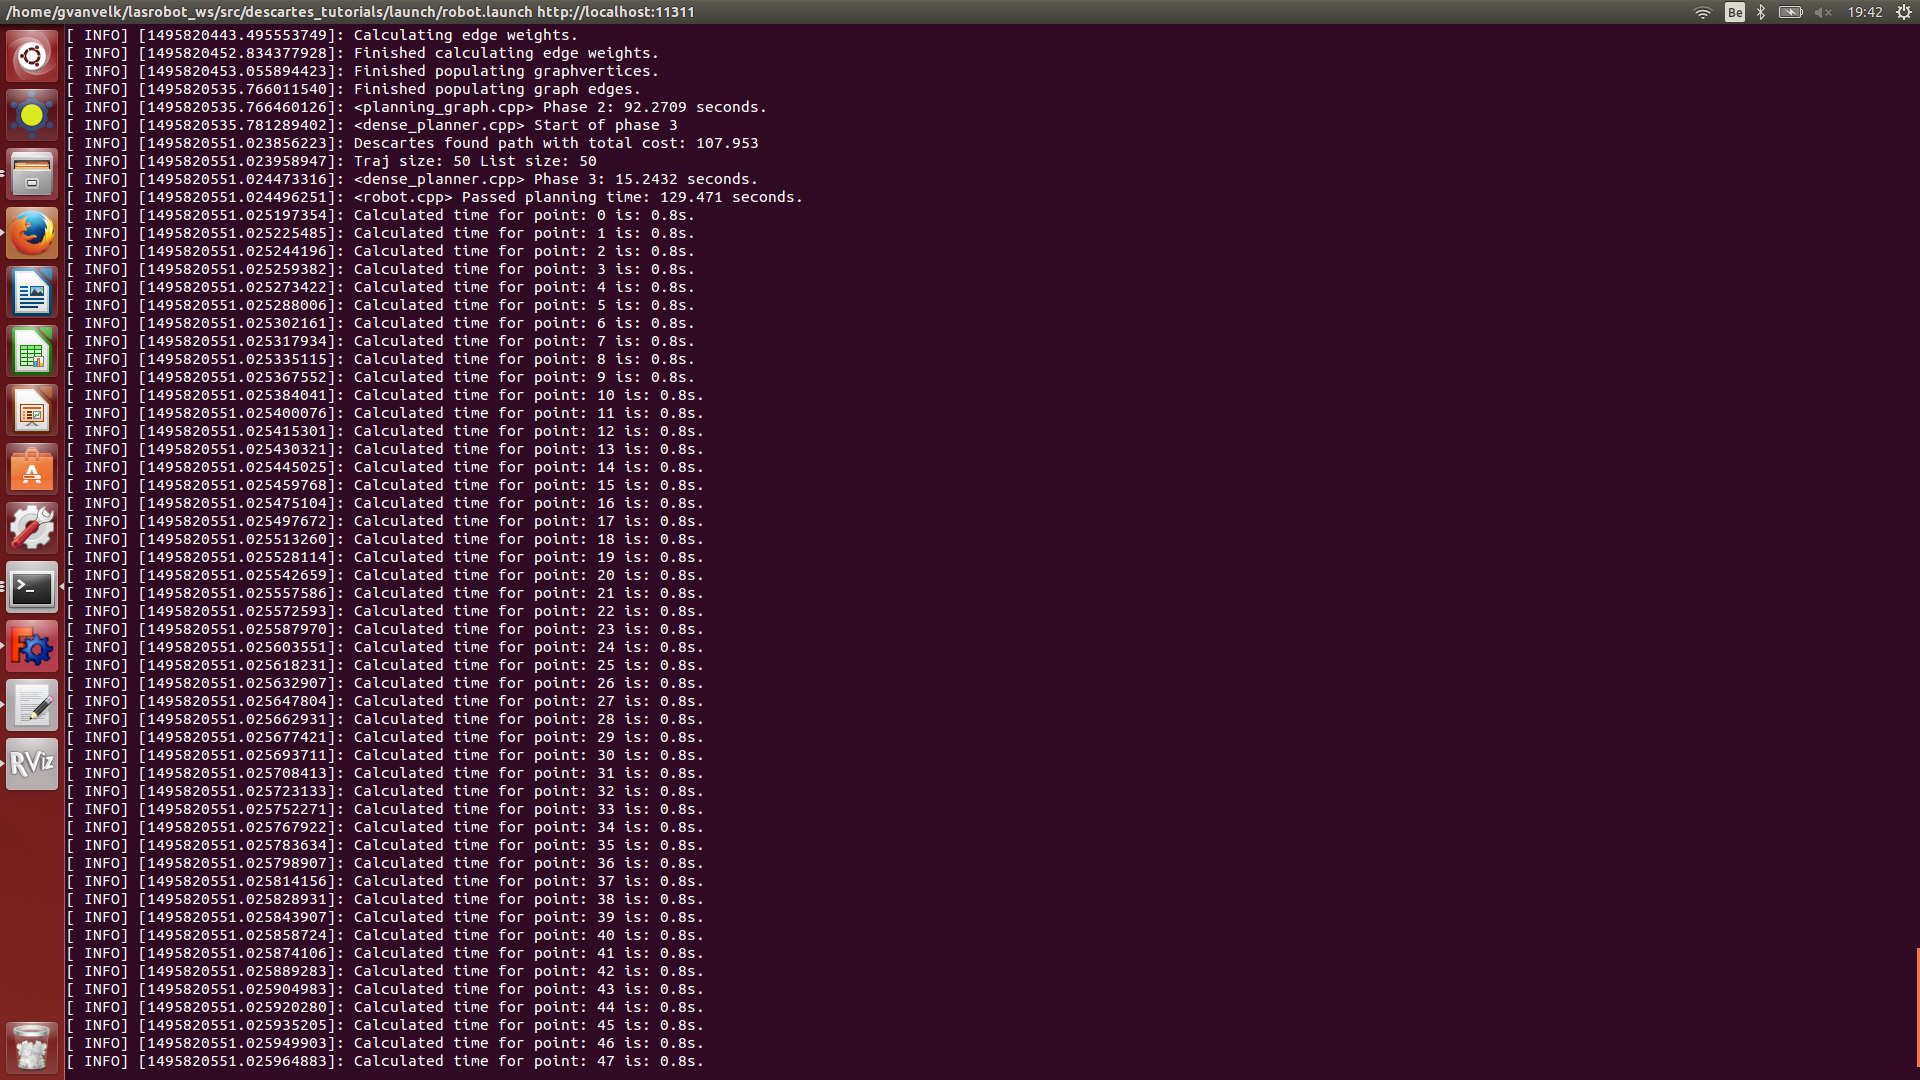 /home/gvanvelk/lasrobot_ws/src/descartes_tutorials/launch/robot.launch http://localhost:11311
Be
19:42
[ INFO] [1495820443.495553749]: Calculating edge weights.
[ INFO] [1495820452.834377928]: Finished calculating edge weights.
[ INFO] [1495820453.055894423]: Finished populating graphvertices.
[ INFO] [1495820535.766011540]: Finished populating graph edges.
[ INFO] [1495820535.766460126]: <planning_graph.cpp> Phase 2: 92.2709 seconds.
[ INFO] [1495820535.781289402]: <dense_planner.cpp> Start of phase 3
[ INFO] [1495820551.023856223]: Descartes found path with total cost: 107.953
[ INFO] [1495820551.023958947]: Traj size: 50 List size: 50
[ INFO] [1495820551.024473316]: <dense_planner.cpp> Phase 3: 15.2432 seconds.
[ INFO] [1495820551.024496251]: <robot.cpp> Passed planning time: 129.471 seconds.
[ INFO] [1495820551.025197354]: Calculated time for point: 0 is: 0.8s.
[ INFO] [1495820551.025225485]: Calculated time for point: 1 is: 0.8s.
[ INFO] [1495820551.025244196]: Calculated time for point: 2 is: 0.8s.
[ INFO] [1495820551.025259382]: Calculated time for point: 3 is: 0.8s.
[ INFO] [1495820551.025273422]: Calculated time for point: 4 is: 0.8s.
[ INFO] [1495820551.025288006]: Calculated time for point: 5 is: 0.8s.
[ INFO] [1495820551.025302161]: Calculated time for point: 6 is: 0.8s.
[ INFO] [1495820551.025317934]: Calculated time for point: 7 is: 0.8s.
[ INFO] [1495820551.025335115]: Calculated time for point: 8 is: 0.8s.
[ INFO] [1495820551.025367552]: Calculated time for point: 9 is: 0.8s.
[ INFO] [1495820551.025384041]: Calculated time for point: 10 is: 0.8s.
[ INFO] [1495820551.025400076]: Calculated time for point: 11 is: 0.8s.
[ INFO] [1495820551.025415301]: Calculated time for point: 12 is: 0.8s.
[ INFO] [1495820551.025430321]: Calculated time for point: 13 is: 0.8s.
[ INFO] [1495820551.025445025]: Calculated time for point: 14 is: 0.8s.
[ INFO] [1495820551.025459768]: Calculated time for point: 15 is: 0.8s.
[ INFO] [1495820551.025475104]: Calculated time for point: 16 is: 0.8s.
[ INFO] [1495820551.025497672]: Calculated time for point: 17 is: 0.8s.
[ INFO] [1495820551.025513260]: Calculated time for point: 18 is: 0.8s.
[ INFO] [1495820551.025528114]: Calculated time for point: 19 is: 0.8s.
[ INFO] [1495820551.025542659]: Calculated time for point: 20 is: 0.8s.
[ INFO] [1495820551.025557586]: Calculated time for point: 21 is: 0.8s.
[ INFO] [1495820551.025572593]: Calculated time for point: 22 is: 0.8s.
[ INFO] [1495820551.025587970]: Calculated time for point: 23 is: 0.8s.
[ INFO] [1495820551.025603551]: Calculated time for point: 24 is: 0.8s.
[ INFO] [1495820551.025618231]: Calculated time for point: 25 is: 0.8s.
[ INFO] [1495820551.025632907]: Calculated time for point: 26 is: 0.8s.
[ INFO] [1495820551.025647804]: Calculated time for point: 27 is: 0.8s.
[ INFO] [1495820551.025662931]: Calculated time for point: 28 is: 0.8s.
[ INFO] [1495820551.025677421]: Calculated time for point: 29 is: 0.8s.
[ INFO] [1495820551.025693711]: Calculated time for point: 30 is: 0.8s.
[ INFO] [1495820551.025708413]: Calculated time for point: 31 is: 0.8s.
[ INFO] [1495820551.025723133]: Calculated time for point: 32 is: 0.8s.
[ INFO] [1495820551.025752271]: Calculated time for point: 33 is: 0.8s.
[ INFO] [1495820551.025767922]: Calculated time for point: 34 is: 0.8s.
[ INFO] [1495820551.025783634]: Calculated time for point: 35 is: 0.8s.
[ INFO] [1495820551.025798907]: Calculated time for point: 36 is: 0.8s.
[ INFO] [1495820551.025814156]: Calculated time for point: 37 is: 0.8s.
[ INFO] [1495820551.025828931]: Calculated time for point: 38 is: 0.8s.
[ INFO] [1495820551.025843907]: Calculated time for point: 39 is: 0.8s.
[ INFO] [1495820551.025858724]: Calculated time for point: 40 is: 0.8s.
[ INFO] [1495820551.025874106]: Calculated time for point: 41 is: 0.8s.
[ INFO] [1495820551.025889283]: Calculated time for point: 42 is: 0.8s.
[ INFO] [1495820551.025904983]: Calculated time for point: 43 is: 0.8s.
[ INFO] [1495820551.025920280]: Calculated time for point: 44 is: 0.8s.
[ INFO] [1495820551.025935205]: Calculated time for point: 45 is: 0.8s.
[ INFO] [1495820551.025949903]: Calculated time for point: 46 is: 0.8s.
[ INFO] [1495820551.025964883]: Calculated time for point: 47 is: 0.8s.
RViz